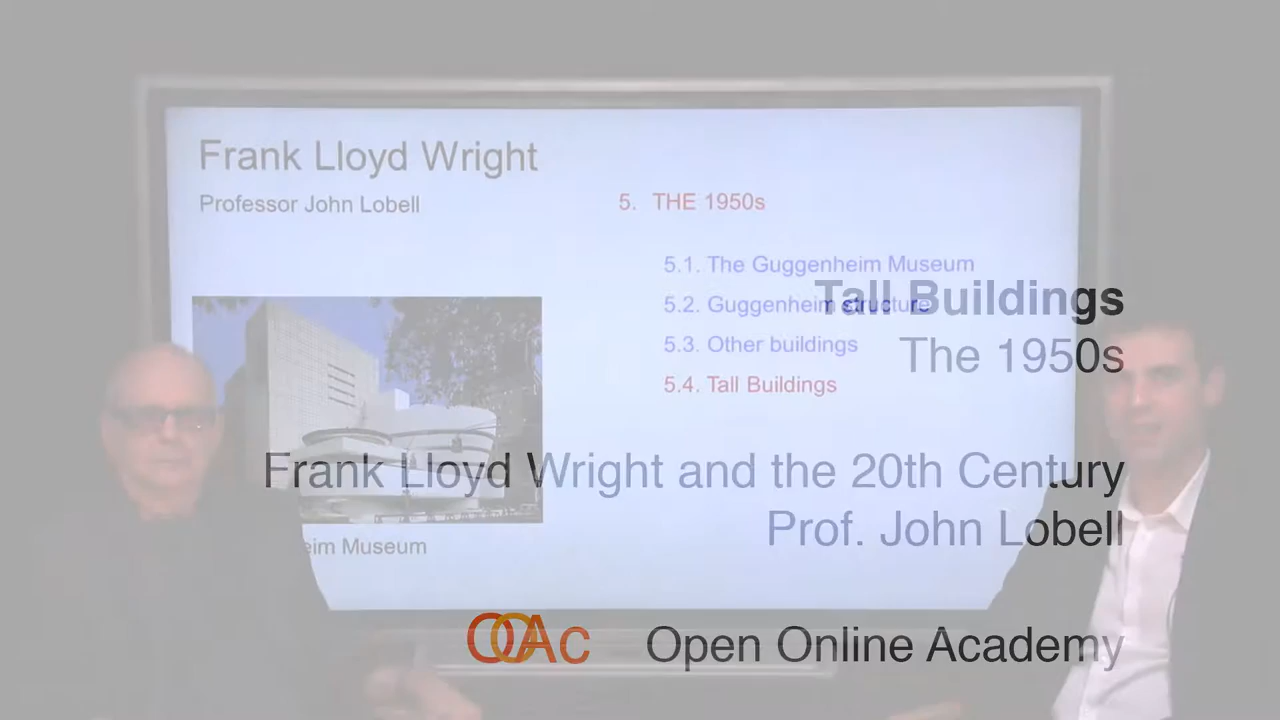 Frank Lloyd Wright
Professor John Lobell
5. THE 1950s
5.1. The Guggenheim Museum
5.2. Guggenheim structure
5.3. Other buildings
5.4. Tall Buildings
Museum
Tall Buildings
The 1950s
Frank Lloyd Wright and the 20th Century
Prof. John Lobell
OOAc Open Online Academy